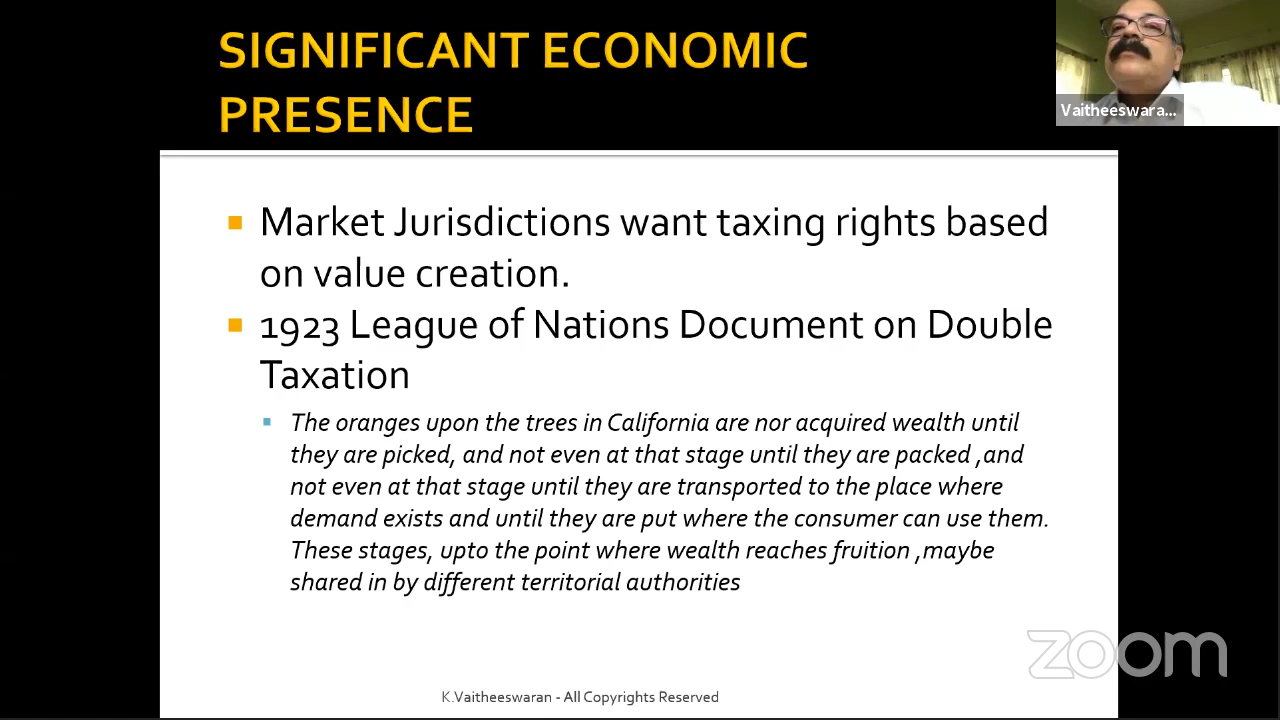 SIGNIFICANT ECONOMIC
PRESENCE
Vaitheeswara...
Market Jurisdictions want taxing rights based
on value creation.
1923 League of Nations Document on Double
Taxation
The oranges upon the trees in California are nor acquired wealth until
they are picked, and not even at that stage until they are packed ,and
not even at that stage until they are transported to the place where
demand exists and until they are put where the consumer can use them.
These stages, upto the point where wealth reaches fruition ,maybe
shared in by different territorial authorities
zoom
K.Vaitheeswaran - All Copyrights Reserved